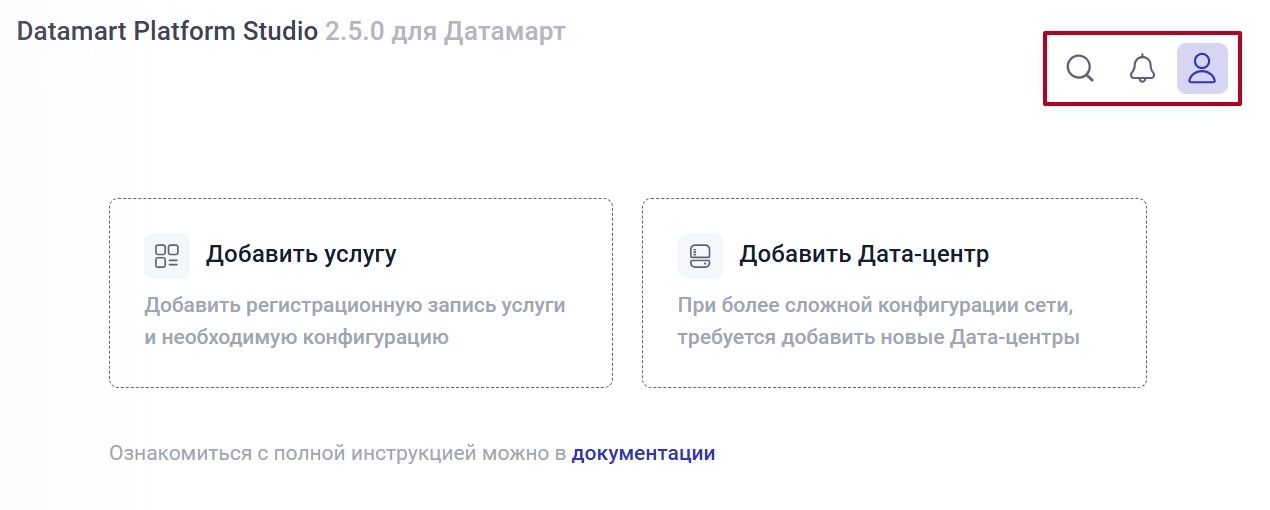 Datamart Platform Studio 2.5.0 для Датамарт
Добавить услугу
Добавить регистрационную запись услуги
и необходимую конфигурацию
Добавить Дата-центр
При более сложной конфигурации сети,
требуется добавить новые Дата-центры
Ознакомиться с полной инструкцией можно в документации